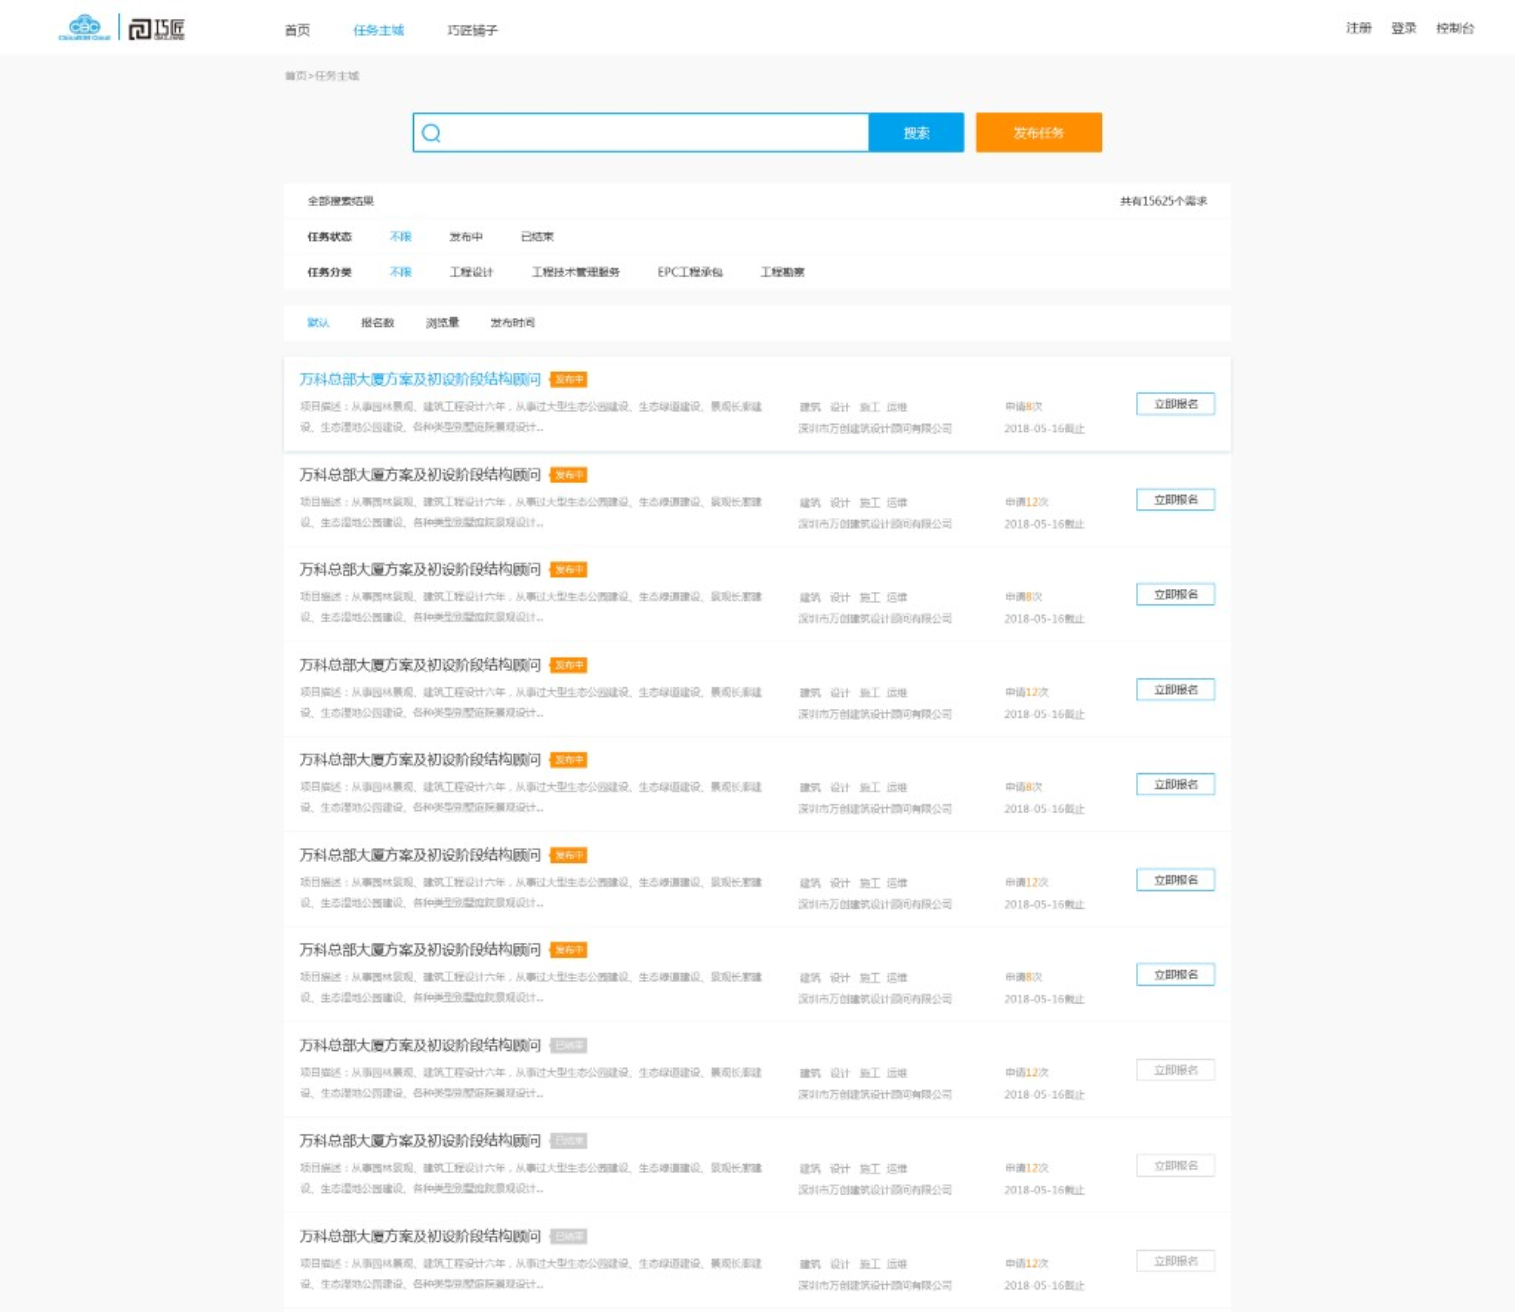 cec 巧匠
首页 任务主城 巧匠铺子 注册 登录 控制台
首页>任务主城
搜索 发布任务
全部搜索结果 共有15625个需求
任务状态 不限 发布中 已结束
任务分类 不限 工程设计 工程技术管理服务 EPC工程承包 工程勘察
默认 报名数 浏览量 发布时间
万科总部大厦方案及初设阶段结构顾问 发布中
项目描述：从事园林景观、建筑工程设计六年，从事过大型生态公园建设、生态绿道建设、景观长廊建 建筑 设计 施工 运维 申请8次 立即报名
设、生态湿地公园建设、各种类型别墅庭院景观设计... 深圳市万创建筑设计顾问有限公司 2018-05-16截止
万科总部大厦方案及初设阶段结构顾问 发布中
项目描述：从事园林景观、建筑工程设计六年，从事过大型生态公园建设、生态绿道建设、景观长廊建 建筑 设计 施工 运维 申请12次 立即报名
设、生态湿地公园建设、各种类型别墅庭院景观设计... 深圳市万创建筑设计顾问有限公司 2018-05-16截止
万科总部大厦方案及初设阶段结构顾问 发布中
项目描述：从事园林景观、建筑工程设计六年，从事过大型生态公园建设、生态绿道建设、景观长廊建 建筑 设计 施工 运维 申请8次 立即报名
设、生态湿地公园建设、各种类型别墅庭院景观设计... 深圳市万创建筑设计顾问有限公司 2018-05-16截止
万科总部大厦方案及初设阶段结构顾问 发布中
项目描述：从事园林景观、建筑工程设计六年，从事过大型生态公园建设、生态绿道建设、景观长廊建 建筑 设计 施工 运维 申请12次 立即报名
设、生态湿地公园建设、各种类型别墅庭院景观设计... 深圳市万创建筑设计顾问有限公司 2018-05-16截止
万科总部大厦方案及初设阶段结构顾问 发布中
项目描述：从事园林景观、建筑工程设计六年，从事过大型生态公园建设、生态绿道建设、景观长廊建 建筑 设计 施工 运维 申请8次 立即报名
设、生态湿地公园建设、各种类型别墅庭院景观设计... 深圳市万创建筑设计顾问有限公司 2018-05-16截止
万科总部大厦方案及初设阶段结构顾问 发布中
项目描述：从事园林景观、建筑工程设计六年，从事过大型生态公园建设、生态绿道建设、景观长廊建 建筑 设计 施工 运维 申请12次 立即报名
设、生态湿地公园建设、各种类型别墅庭院景观设计... 深圳市万创建筑设计顾问有限公司 2018-05-16截止
万科总部大厦方案及初设阶段结构顾问 发布中
项目描述：从事园林景观、建筑工程设计六年，从事过大型生态公园建设、生态绿道建设、景观长廊建 建筑 设计 施工 运维 申请8次 立即报名
设、生态湿地公园建设、各种类型别墅庭院景观设计... 深圳市万创建筑设计顾问有限公司 2018-05-16截止
万科总部大厦方案及初设阶段结构顾问 已结束
项目描述：从事园林景观、建筑工程设计六年，从事过大型生态公园建设、生态绿道建设、景观长廊建 建筑 设计 施工 运维 申请12次 立即报名
设、生态湿地公园建设、各种类型别墅庭院景观设计... 深圳市万创建筑设计顾问有限公司 2018-05-16截止
万科总部大厦方案及初设阶段结构顾问 已结束
项目描述：从事园林景观、建筑工程设计六年，从事过大型生态公园建设、生态绿道建设、景观长廊建 建筑 设计 施工 运维 申请12次 立即报名
设、生态湿地公园建设、各种类型别墅庭院景观设计... 深圳市万创建筑设计顾问有限公司 2018-05-16截止
万科总部大厦方案及初设阶段结构顾问 已结束
项目描述：从事园林景观、建筑工程设计六年，从事过大型生态公园建设、生态绿道建设、景观长廊建 建筑 设计 施工 运维 申请12次 立即报名
设、生态湿地公园建设、各种类型别墅庭院景观设计... 深圳市万创建筑设计顾问有限公司 2018-05-16截止